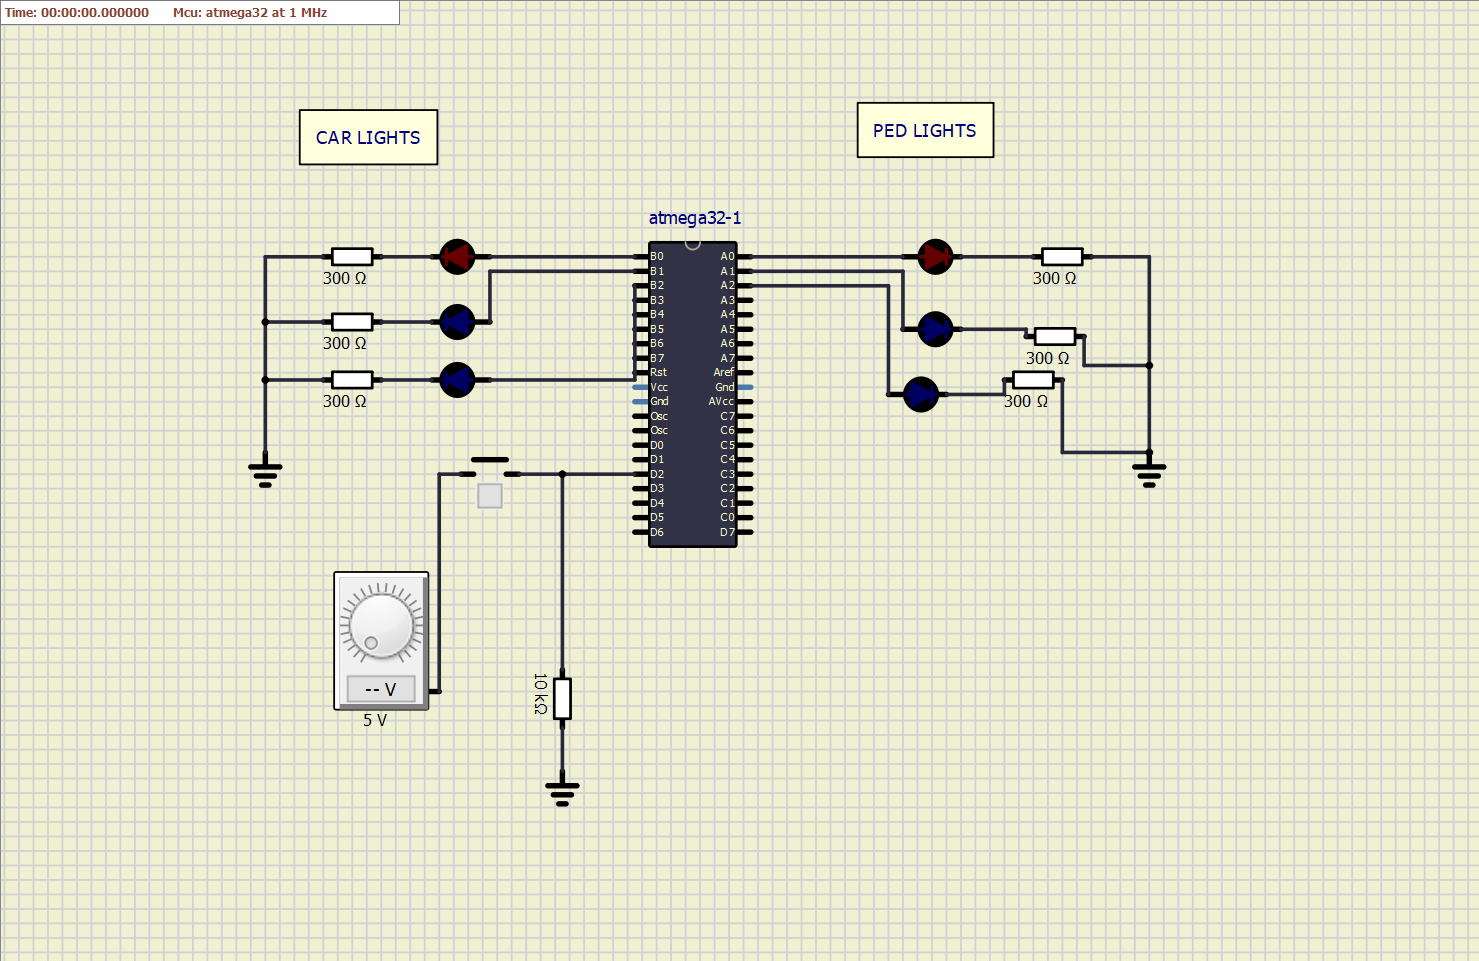 Time: 00:00:00.000000 Mcu: atmega32 at 1 MHz
CAR LIGHTS
PED LIGHTS
atmega32-1
300 Ω
300 Ω
300 Ω
B0
B1
B2
B3
B4
B5
B6
B7
Rst
Vcc
Gnd
Osc
Osc
D0
D1
D2
D3
D4
D5
D6
A0
A1
A2
A3
A4
A5
A6
A7
Aref
Gnd
AVcc
C7
C6
C5
C4
C3
C2
C1
C0
D7
300 Ω
300 Ω
300 Ω
-- V
5 V
10 kΩ